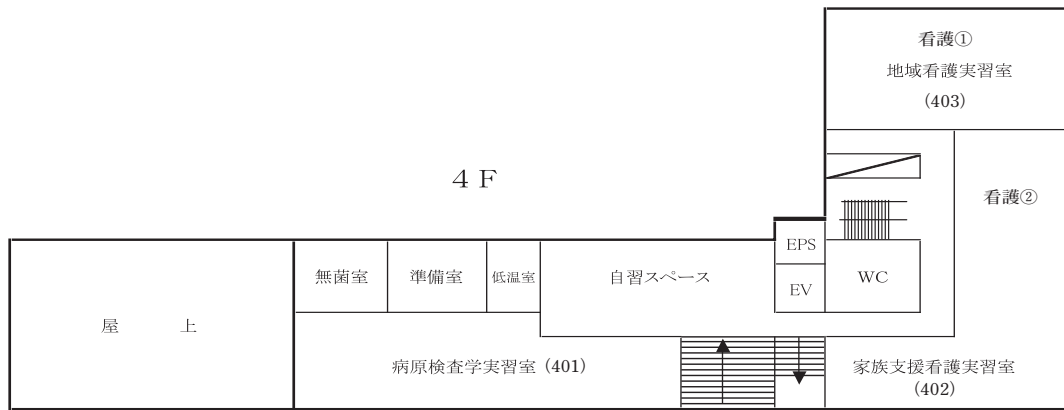 看護①
地域看護実習室
(403)
4 F
看護②
EPS
無菌室
準備室
低温室
自習スペース
EV
WC
屋 上
病原検査学実習室 (401)
家族支援看護実習室
(402)